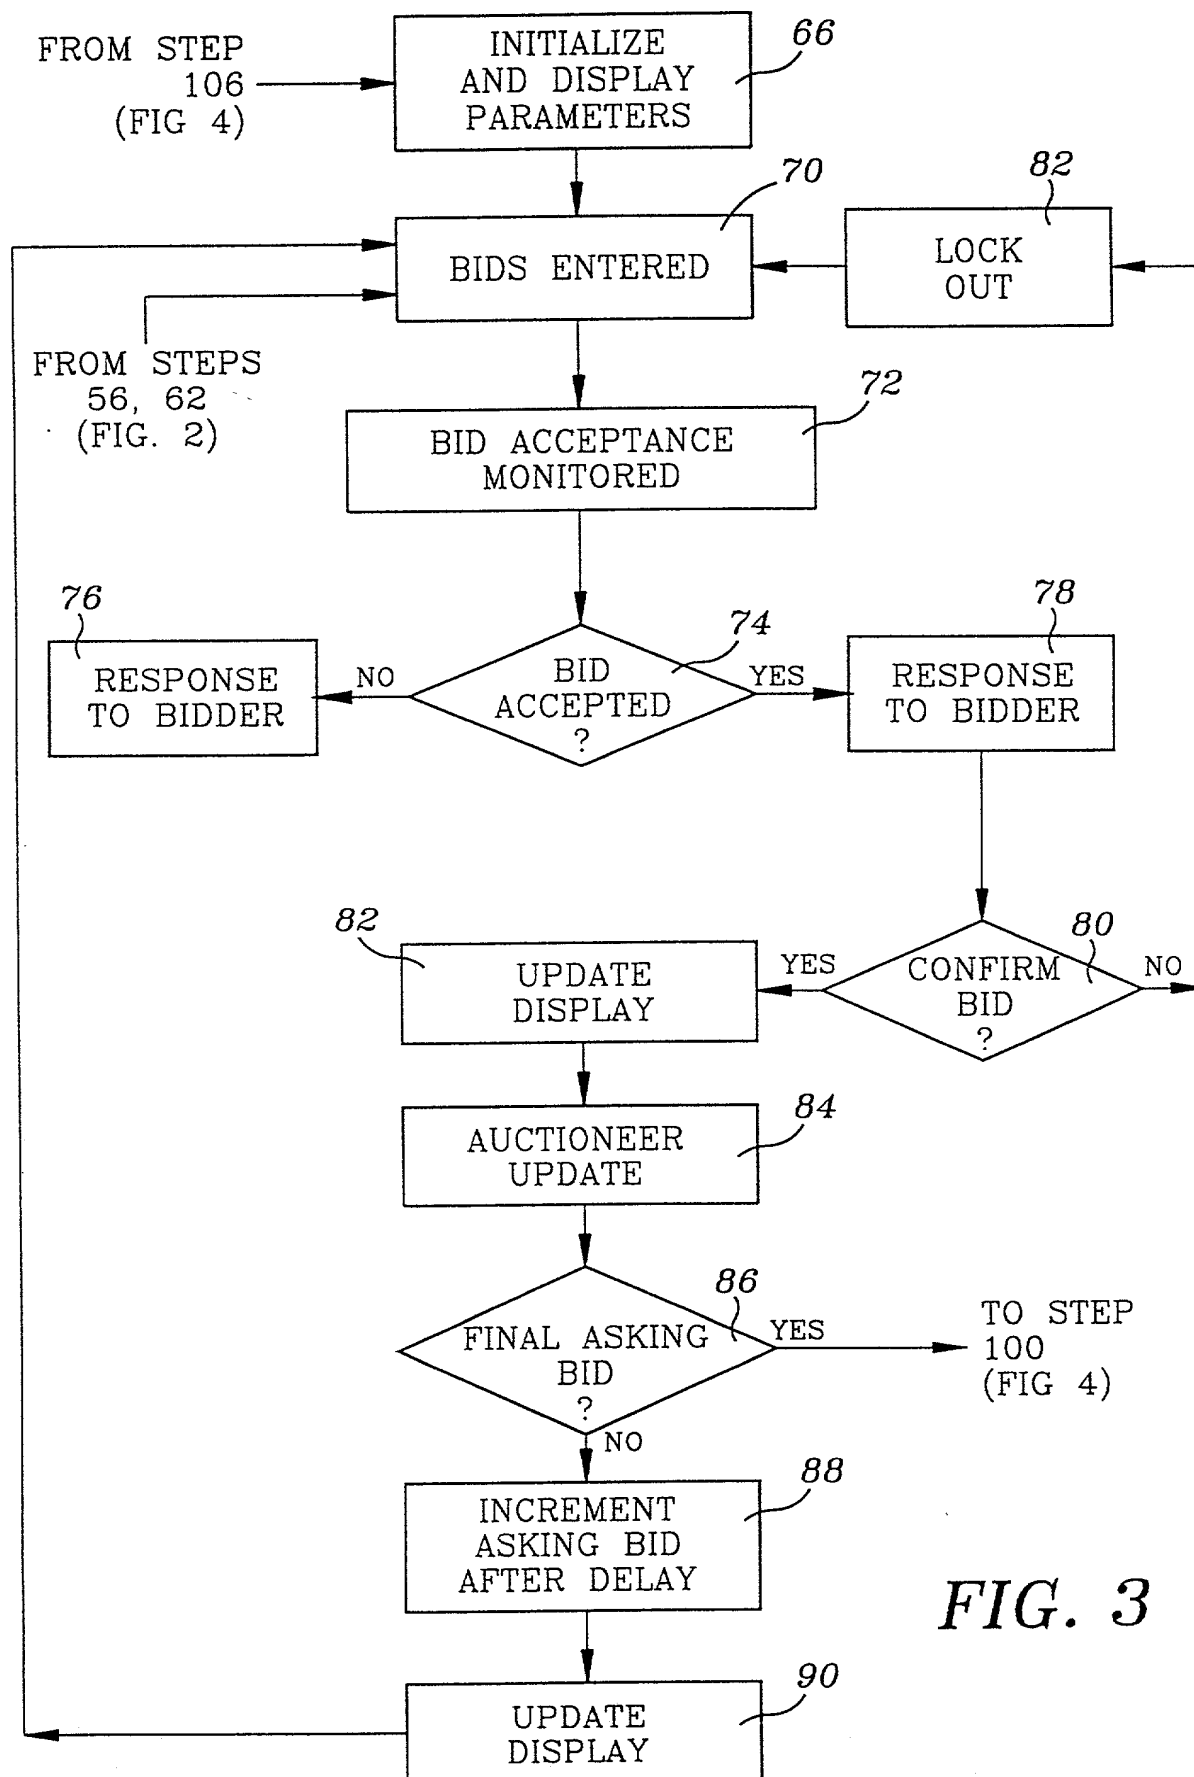 FROM STEP
106
(FIG 4)
INITIALIZE
AND DISPLAY
PARAMETERS
66
70
BIDS ENTERED
82
LOCK
OUT
FROM STEPS
56, 62
(FIG. 2)
72
BID ACCEPTANCE
MONITORED
76
RESPONSE
TO BIDDER
NO
74
BID
ACCEPTED
?
YES
78
RESPONSE
TO BIDDER
82
UPDATE
DISPLAY
YES
80
CONFIRM
BID
?
NO
84
AUCTIONEER
UPDATE
86
FINAL ASKING
BID
?
YES
TO STEP
100
(FIG 4)
NO
88
INCREMENT
ASKING BID
AFTER DELAY
FIG. 3
90
UPDATE
DISPLAY